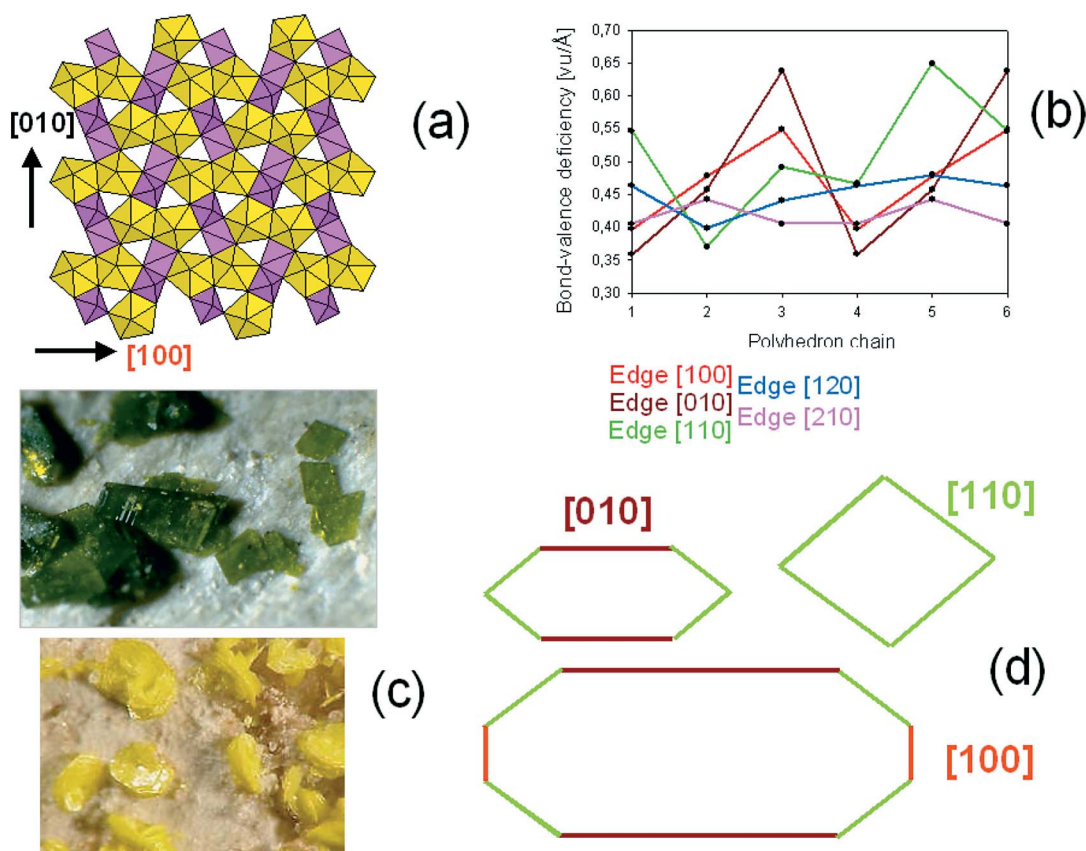 (a)
[010]
[100]
(b)
Bond-valence deficiency [vu/Å]
0,70
0,65
0,60
0,55
0,50
0,45
0,40
0,35
0,30
1 2 3 4 5 6
Polyhedron chain
Edge [100] Edge [120]
Edge [010] Edge [210]
Edge [110]
(c)
[010]
[110]
(d)
[100]